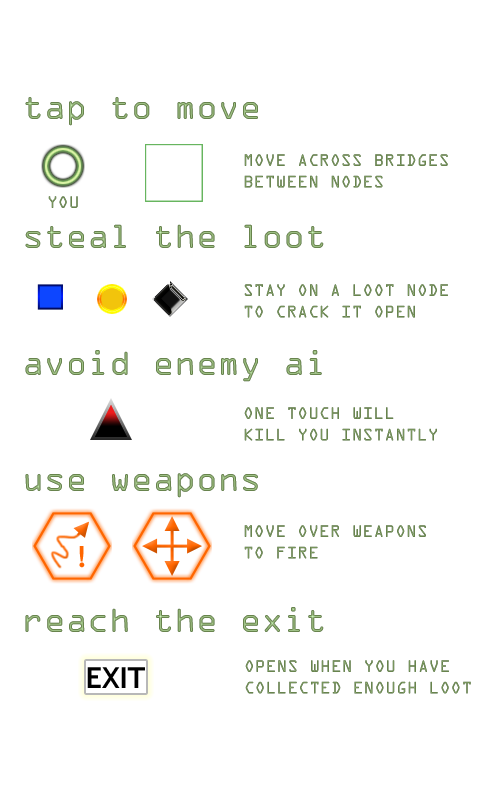 tap to move
YOU
MOVE ACROSS BRIDGES
BETWEEN NODES
steal the loot
STAY ON A LOOT NODE
TO CRACK IT OPEN
avoid enemy ai
ONE TOUCH WILL
KILL YOU INSTANTLY
use weapons
!
MOVE OVER WEAPONS
TO FIRE
reach the exit
EXIT
OPENS WHEN YOU HAVE
COLLECTED ENOUGH LOOT